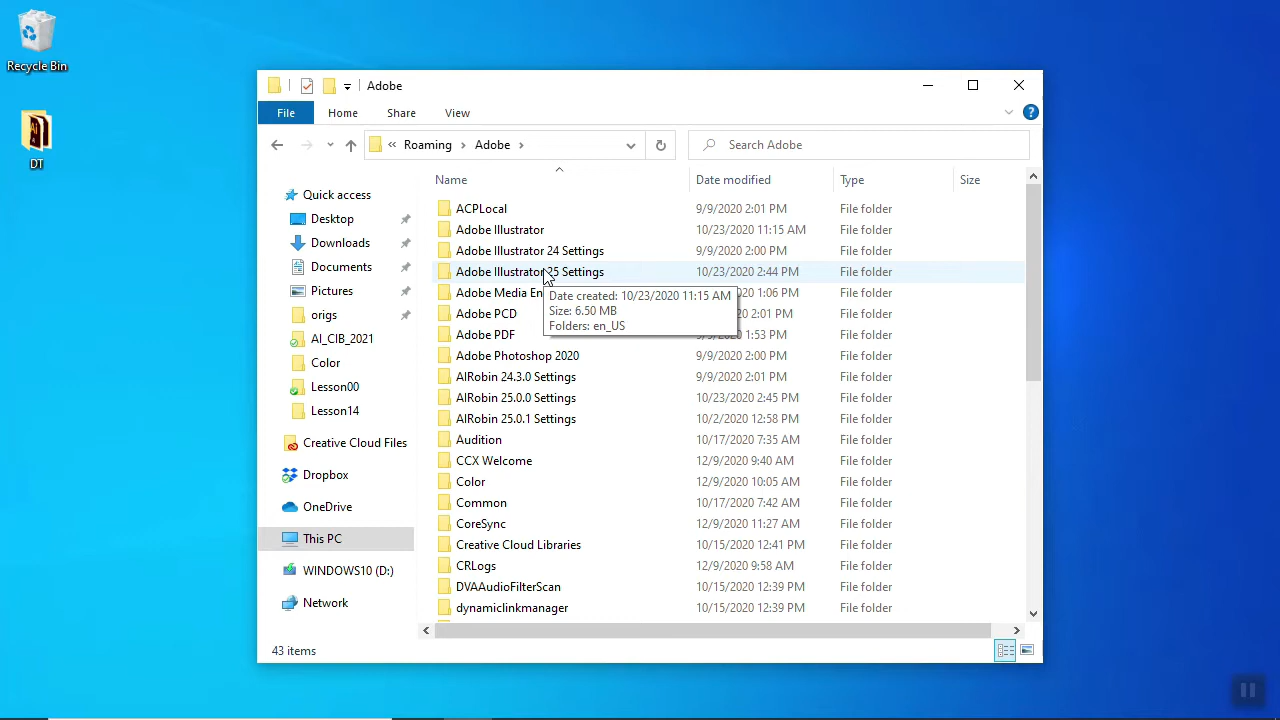 Recycle Bin
DT
Adobe
File Home Share View
Roaming Adobe
Search Adobe
Name Date modified Type Size
Quick access
Desktop
Downloads
Documents
Pictures
origs
AI_CIB_2021
Color
Lesson00
Lesson14
Creative Cloud Files
Dropbox
OneDrive
This PC
WINDOWS10 (D:)
Network
ACPLocal 9/9/2020 2:01 PM File folder
Adobe Illustrator 10/23/2020 11:15 AM File folder
Adobe Illustrator 24 Settings 9/9/2020 2:00 PM File folder
Adobe Illustrator 25 Settings 10/23/2020 2:44 PM File folder
Adobe Media En 1:06 PM File folder
Date created: 10/23/2020 11:15 AM
Size: 6.50 MB
Folders: en_US
Adobe PCD 2:01 PM File folder
Adobe PDF 1:53 PM File folder
Adobe Photoshop 2020 9/9/2020 2:00 PM File folder
AIRobin 24.3.0 Settings 9/9/2020 2:01 PM File folder
AIRobin 25.0.0 Settings 10/23/2020 2:45 PM File folder
AIRobin 25.0.1 Settings 10/2/2020 12:58 PM File folder
Audition 10/17/2020 7:35 AM File folder
CCX Welcome 12/9/2020 9:40 AM File folder
Color 12/9/2020 10:05 AM File folder
Common 10/17/2020 7:42 AM File folder
CoreSync 12/9/2020 11:27 AM File folder
Creative Cloud Libraries 10/15/2020 12:41 PM File folder
CRLogs 12/9/2020 9:58 AM File folder
DVAAudioFilterScan 10/15/2020 12:39 PM File folder
dynamiclinkmanager 10/15/2020 12:39 PM File folder
43 items